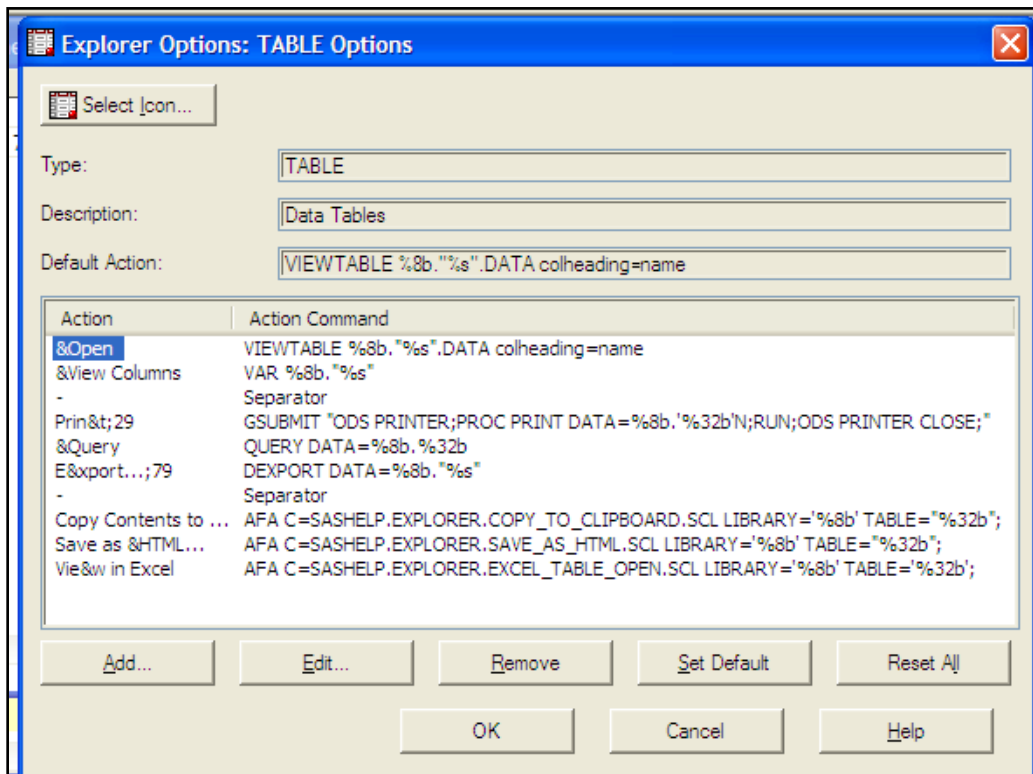 Explorer Options: TABLE Options
Select Icon...
Type: TABLE
Description: Data Tables
Default Action: VIEWTABLE %8b."%s".DATA colheading=name
Action Action Command
&Open VIEWTABLE %8b."%s".DATA colheading=name
&View Columns VAR %8b."%s"
- Separator
Prin&t;29 GSUBMIT "ODS PRINTER;PROC PRINT DATA=%8b.'%32b'N;RUN;ODS PRINTER CLOSE;"
&Query QUERY DATA=%8b.%32b
E&xport...;79 DEXPORT DATA=%8b."%s"
- Separator
Copy Contents to ... AFA C=SASHELP.EXPLORER.COPY_TO_CLIPBOARD.SCL LIBRARY='%8b' TABLE="%32b";
Save as &HTML... AFA C=SASHELP.EXPLORER.SAVE_AS_HTML.SCL LIBRARY='%8b' TABLE="%32b";
Vie&w in Excel AFA C=SASHELP.EXPLORER.EXCEL_TABLE_OPEN.SCL LIBRARY='%8b' TABLE='%32b';
Add... Edit... Remove Set Default Reset All
OK Cancel Help